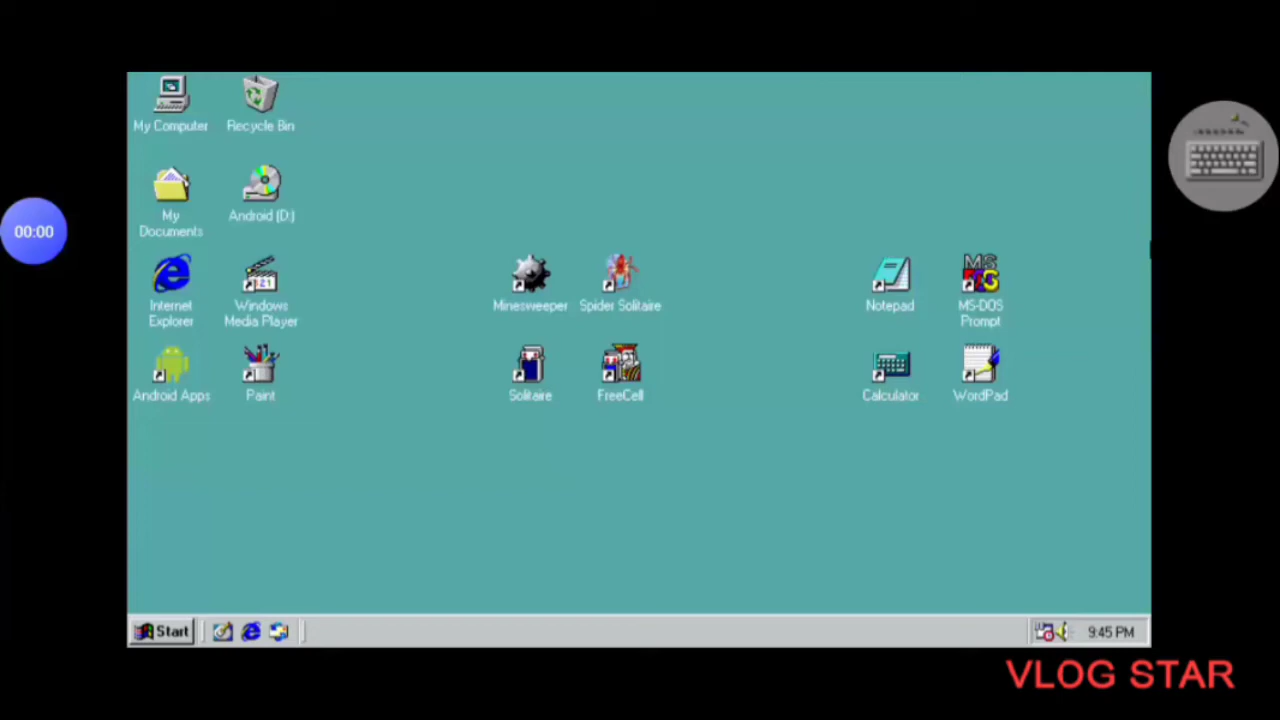 My Computer
Recycle Bin
My
Documents
Android (D:)
00:00
Internet
Explorer
Windows
Media Player
Minesweeper
Spider Solitaire
Notepad
MS-DOS
Prompt
Android Apps
Paint
Solitaire
FreeCell
Calculator
WordPad
Start
9:45 PM
VLOG STAR